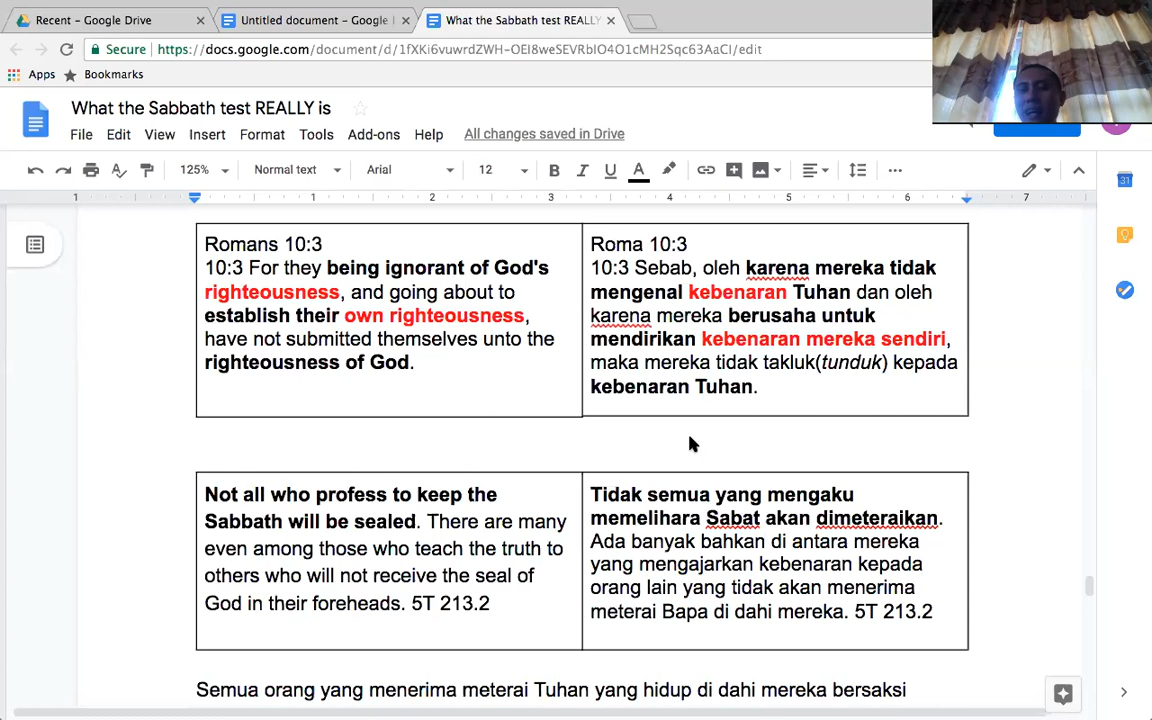 Recent - Google Drive
Untitled document - Google
What the Sabbath test REALLY
Secure
https://docs.google.com/document/d/1fXKi6vuwrdZWH-OEI8weSEVRbIO4O1cMH2Sqc63AaCI/edit
Apps
Bookmarks
What the Sabbath test REALLY is
File Edit View Insert Format Tools Add-ons Help All changes saved in Drive
125% Normal text Arial 12 B I U A
1 1 2 3 4 5 6 7
31
Romans 10:3
10:3 For they being ignorant of God's
righteousness, and going about to
establish their own righteousness,
have not submitted themselves unto the
righteousness of God.
Roma 10:3
10:3 Sebab, oleh karena mereka tidak
mengenal kebenaran Tuhan dan oleh
karena mereka berusaha untuk
mendirikan kebenaran mereka sendiri,
maka mereka tidak takluk(tunduk) kepada
kebenaran Tuhan.
Not all who profess to keep the
Sabbath will be sealed. There are many
even among those who teach the truth to
others who will not receive the seal of
God in their foreheads. 5T 213.2
Tidak semua yang mengaku
memelihara Sabat akan dimeteraikan.
Ada banyak bahkan di antara mereka
yang mengajarkan kebenaran kepada
orang lain yang tidak akan menerima
meterai Bapa di dahi mereka. 5T 213.2
Semua orang yang menerima meterai Tuhan yang hidup di dahi mereka bersaksi